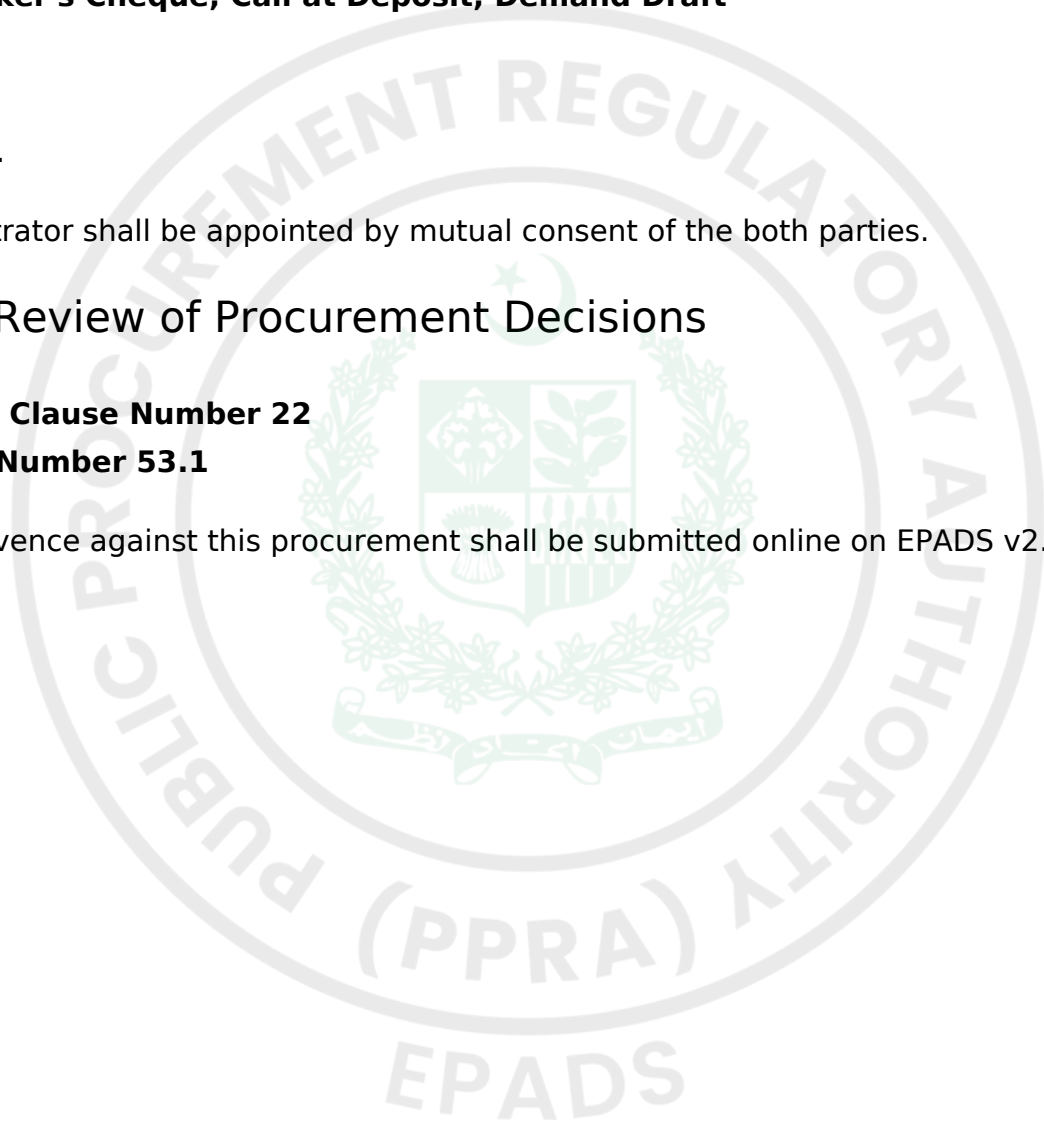 ker's Cheque, Call at Deposit, Demand Draft
.
trator shall be appointed by mutual consent of the both parties.
Review of Procurement Decisions
Clause Number 22
Number 53.1
vence against this procurement shall be submitted online on EPADS v2.
PUBLIC PROCUREMENT REGULATORY AUTHORITY
(PPRA)
EPADS